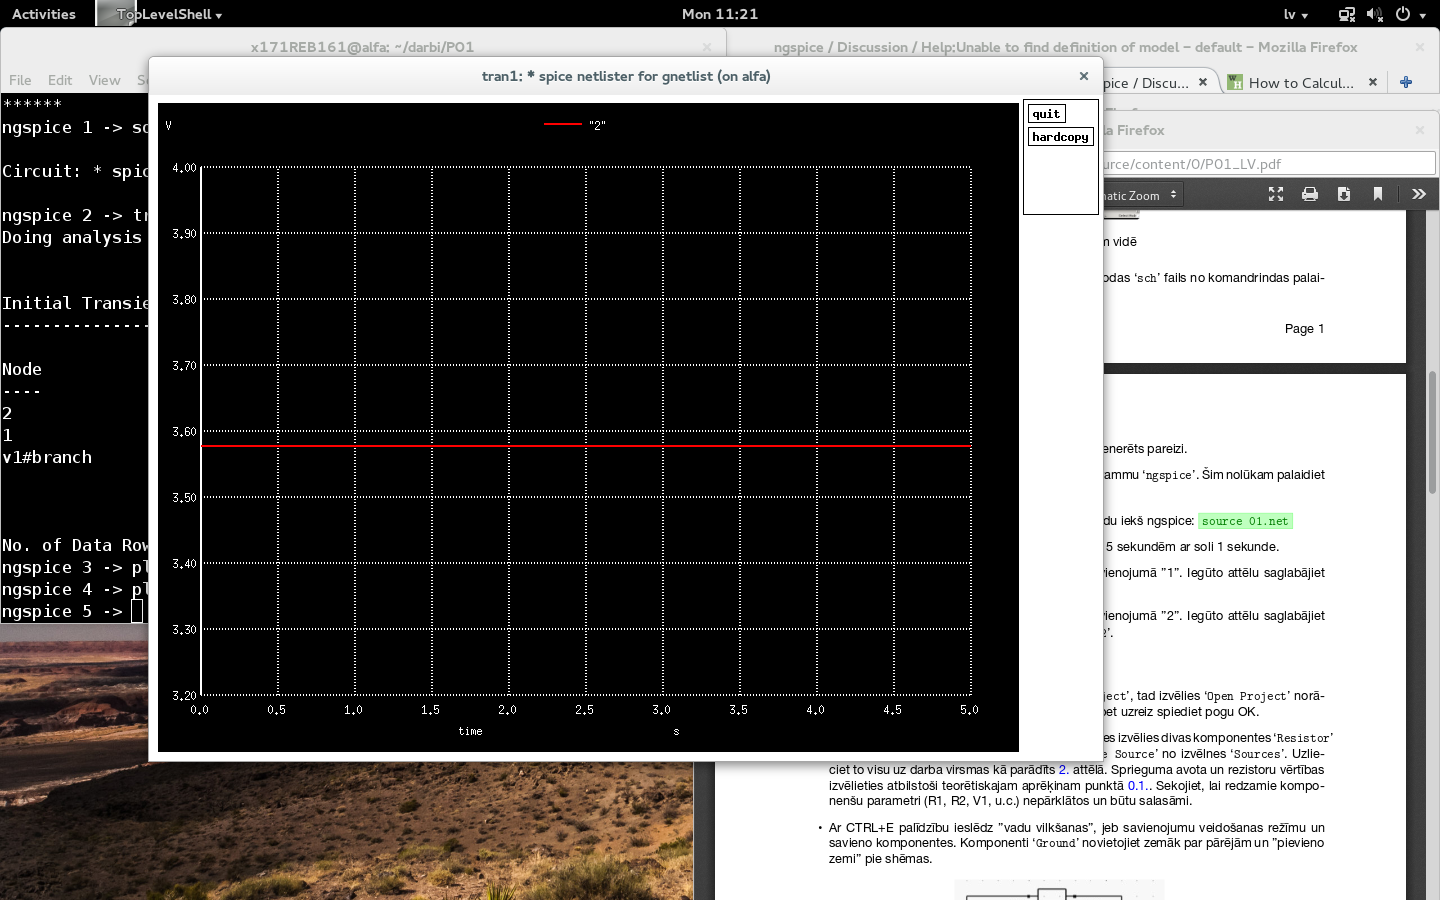 Activities
TopLevelShell
Mon 11:21
lv
x171REB161@alfa: ~/darbi/P01
ngspice / Discussion / Help:Unable to find definition of model – default – Mozilla Firefox
File Edit View
tran1: * spice netlister for gnetlist (on alfa)
pice / Discu...
How to Calcul...
la Firefox
urce/content/0/P01_LV.pdf
matic Zoom
******
ngspice 1 -> so
Circuit: * spic
ngspice 2 -> tr
Doing analysis
Initial Transie
---------------
Node
----
2
1
v1#branch
No. of Data Row
ngspice 3 -> pl
ngspice 4 -> pl
ngspice 5 ->
V
"2"
quit
hardcopy
4.00
3.90
3.80
3.70
3.60
3.50
3.40
3.30
3.20
0.0 0.5 1.0 1.5 2.0 2.5 3.0 3.5 4.0 4.5 5.0
time s
m vidē
odas ‘sch’ fails no komandrindas palai-
Page 1
enerēts pareizi.
ammu ‘ngspice’. Šim nolūkam palaidiet
du iekš ngspice: source 01.net
5 sekundēm ar soli 1 sekunde.
vienojumā ”1”. Iegūto attēlu saglabājiet
vienojumā ”2”. Iegūto attēlu saglabājiet
2’.
ject’, tad izvēlies ‘Open Project’ norā-
pet uzreiz spiediet pogu OK.
es izvēlies divas komponentes ‘Resistor’
e Source’ no izvēlnes ‘Sources’. Uzlie-
ciet to visu uz darba virsmas kā parādīts 2. attēlā. Sprieguma avota un rezistoru vērtības
izvēlieties atbilstoši teorētiskajam aprēķinam punktā 0.1.. Sekojiet, lai redzamie kompo-
nenšu parametri (R1, R2, V1, u.c.) nepārklātos un būtu salasāmi.
• Ar CTRL+E palīdzību ieslēdz ”vadu vilkšanas”, jeb savienojumu veidošanas režīmu un
savieno komponentes. Komponenti ‘Ground’ novietojiet zemāk par pārējām un ”pievieno
zemi” pie shēmas.